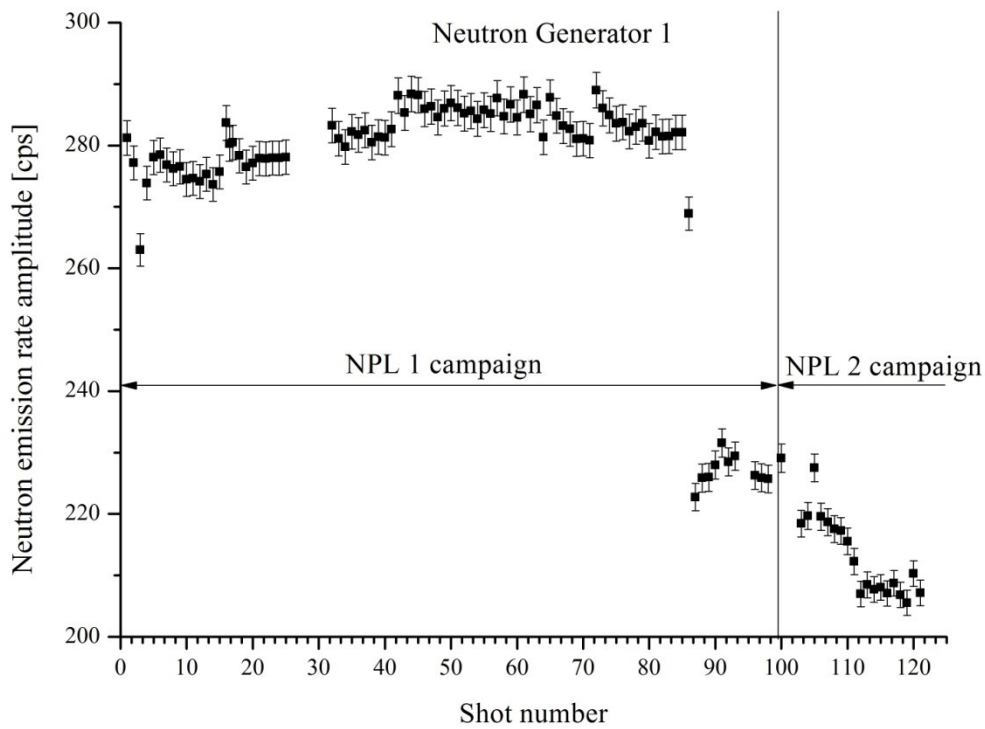 Neutron Generator 1
Neutron emission rate amplitude [cps]
300
280
260
240
220
200
NPL 1 campaign
NPL 2 campaign
0 10 20 30 40 50 60 70 80 90 100 110 120
Shot number